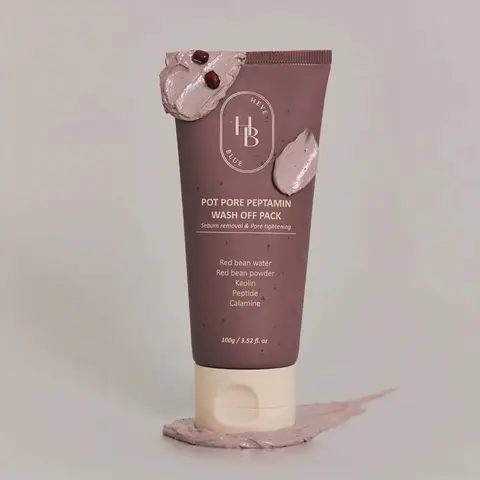 HEVE
HB
BLUE
POT PORE PEPTAMIN
WASH OFF PACK
Sebum removal & Pore tightening
Red bean water
Red bean powder
Kaolin
Peptide
Calamine
100g / 3.52 fl. oz